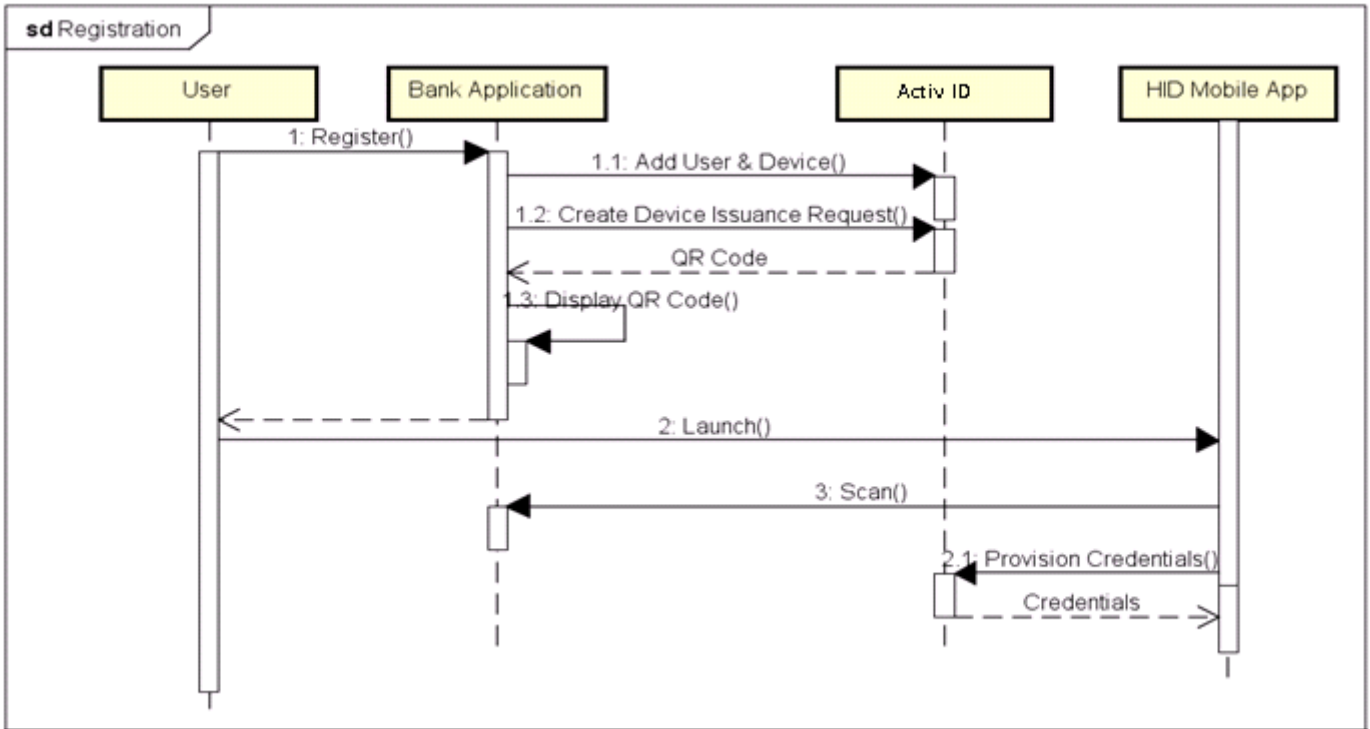 sd Registration
User
Bank Application
Activ ID
HID Mobile App
1: Register()
1.1: Add User & Device()
1.2: Create Device Issuance Request()
QR Code
1.3: Display QR Code()
2: Launch()
3: Scan()
2.1: Provision Credentials()
Credentials